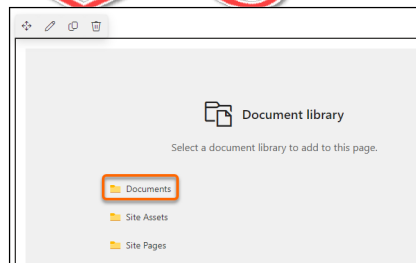 Document library
Select a document library to add to this page.
Documents
Site Assets
Site Pages